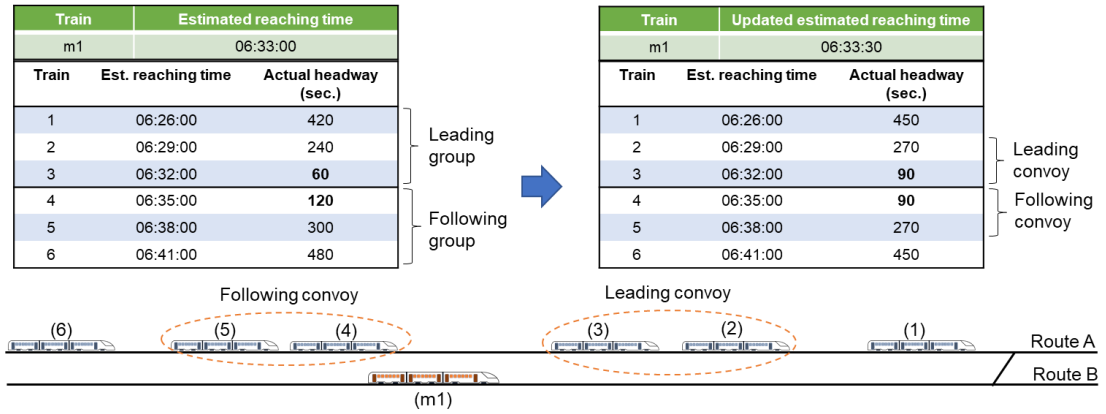 Train Estimated reaching time
m1 06:33:00
Train Est. reaching time Actual headway (sec.)
1 06:26:00 420
2 06:29:00 240
3 06:32:00 60
4 06:35:00 120
5 06:38:00 300
6 06:41:00 480
Leading
group
Following
group
Train Updated estimated reaching time
m1 06:33:30
Train Est. reaching time Actual headway (sec.)
1 06:26:00 450
2 06:29:00 270
3 06:32:00 90
4 06:35:00 90
5 06:38:00 270
6 06:41:00 450
Leading
convoy
Following
convoy
Following convoy Leading convoy
(6) (5) (4) (3) (2) (1)
Route A
Route B
(m1)